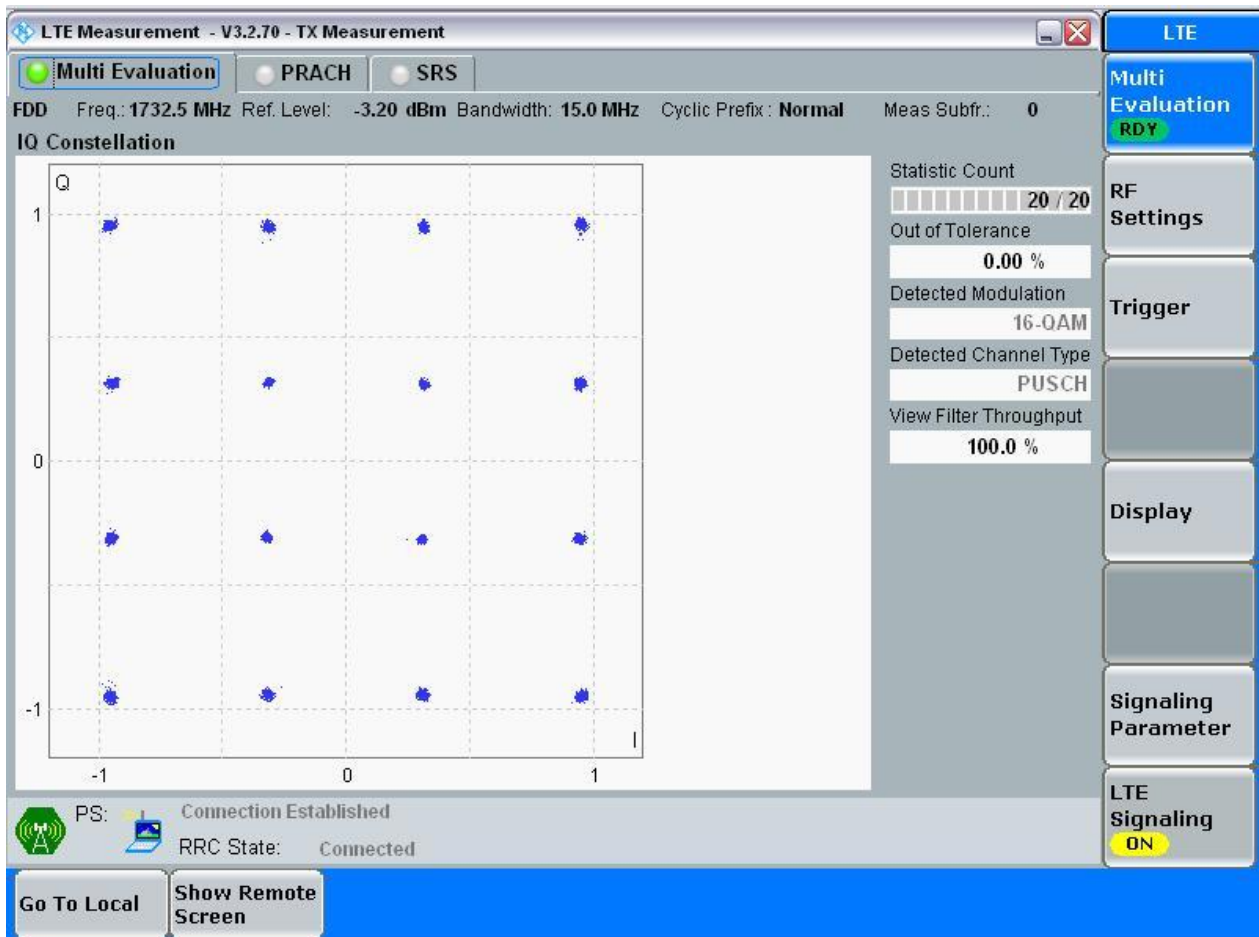 LTE Measurement - V3.2.70 - TX Measurement
LTE
Multi Evaluation PRACH SRS
FDD Freq.: 1732.5 MHz Ref. Level: -3.20 dBm Bandwidth: 15.0 MHz Cyclic Prefix : Normal Meas Subfr.: 0
IQ Constellation
Q
1
0
-1
I
-1 0 1
Statistic Count
20 / 20
Out of Tolerance
0.00 %
Detected Modulation
16-QAM
Detected Channel Type
PUSCH
View Filter Throughput
100.0 %
Multi
Evaluation
RDY
RF
Settings
Trigger
Display
Signaling
Parameter
LTE
Signaling
ON
PS: Connection Established
RRC State: Connected
Go To Local
Show Remote
Screen